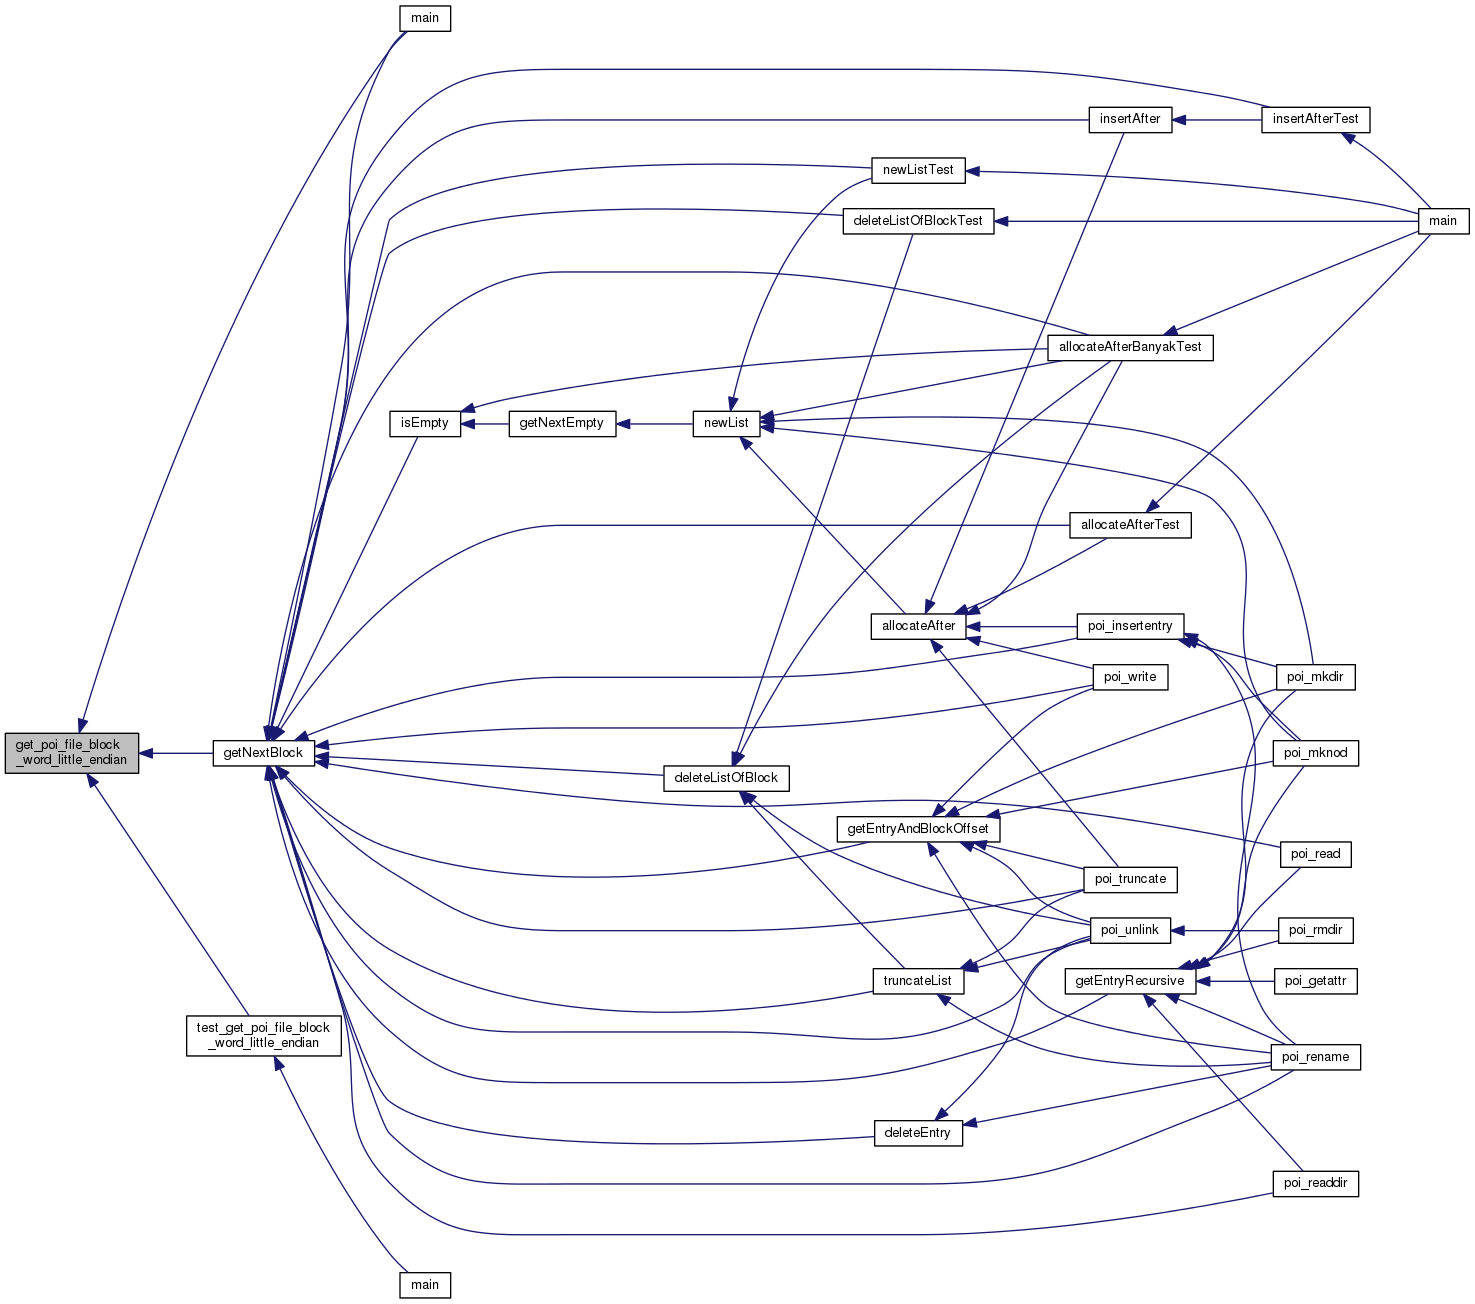 main
insertAfter
insertAfterTest
newListTest
deleteListOfBlockTest
main
allocateAfterBanyakTest
isEmpty
getNextEmpty
newList
allocateAfterTest
allocateAfter
poi_insertentry
poi_write
poi_mkdir
get_poi_file_block
_word_little_endian
getNextBlock
poi_mknod
deleteListOfBlock
getEntryAndBlockOffset
poi_read
poi_truncate
poi_unlink
poi_rmdir
truncateList
getEntryRecursive
poi_getattr
test_get_poi_file_block
_word_little_endian
poi_rename
deleteEntry
poi_readdir
main